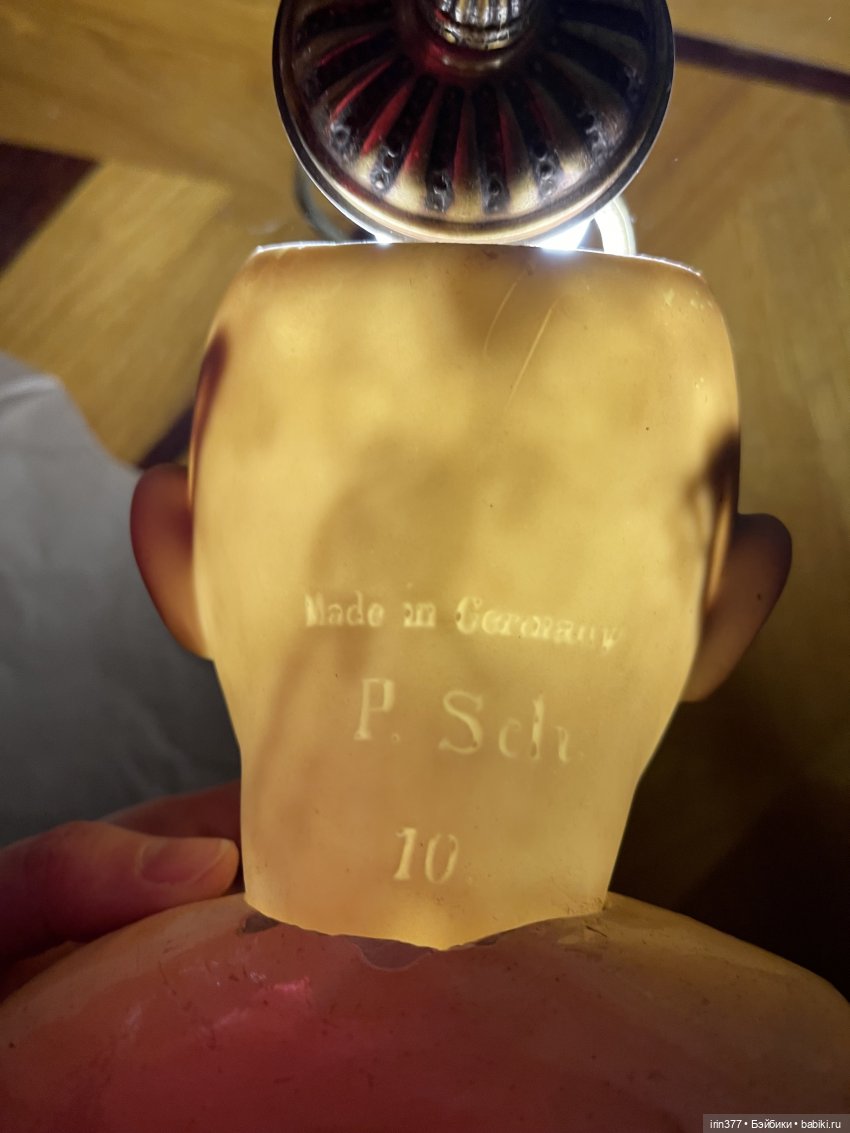 Made in Germany
P. Sch.
10.
irin377 • Бэйбики • babiki.ru